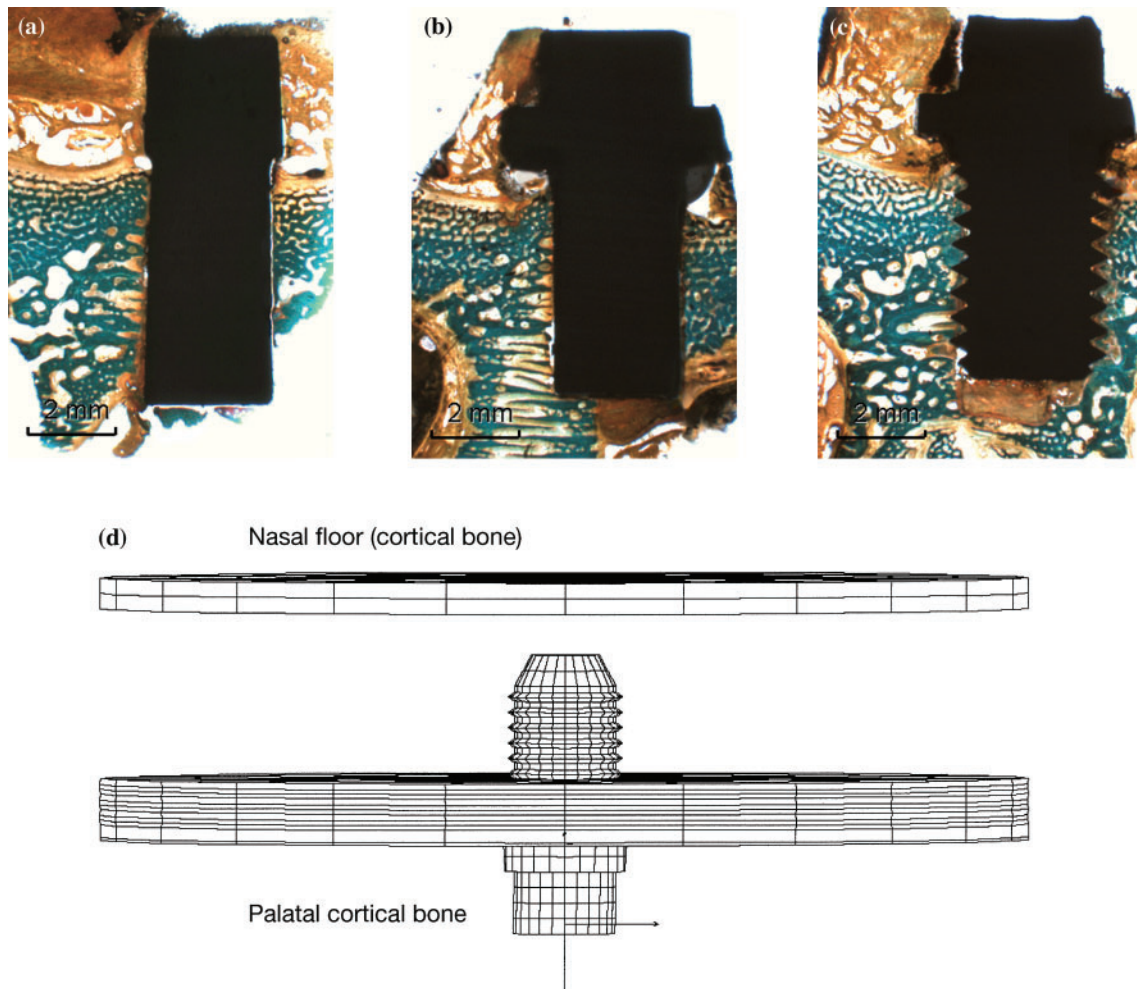 (a)
(b)
(c)
2 mm
2 mm
2 mm
(d)
Nasal floor (cortical bone)
Palatal cortical bone